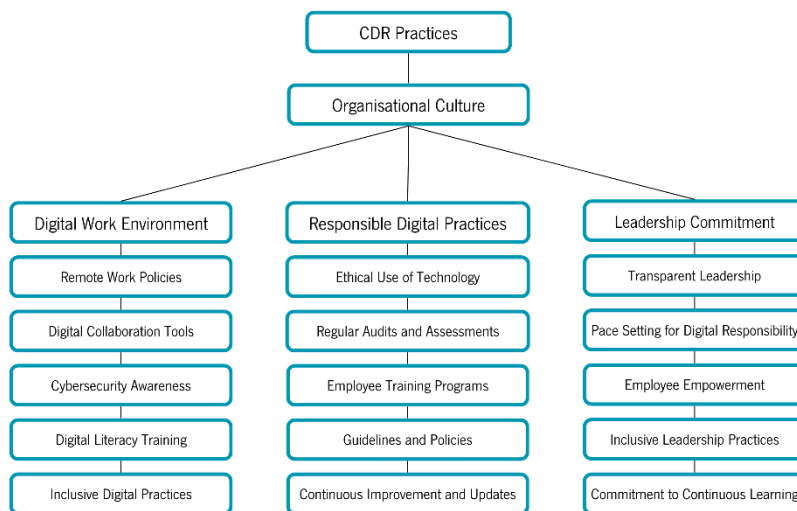 CDR Practices
Organisational Culture
Digital Work Environment
Remote Work Policies
Digital Collaboration Tools
Cybersecurity Awareness
Digital Literacy Training
Inclusive Digital Practices
Responsible Digital Practices
Ethical Use of Technology
Regular Audits and Assessments
Employee Training Programs
Guidelines and Policies
Continuous Improvement and Updates
Leadership Commitment
Transparent Leadership
Pace Setting for Digital Responsibility
Employee Empowerment
Inclusive Leadership Practices
Commitment to Continuous Learning